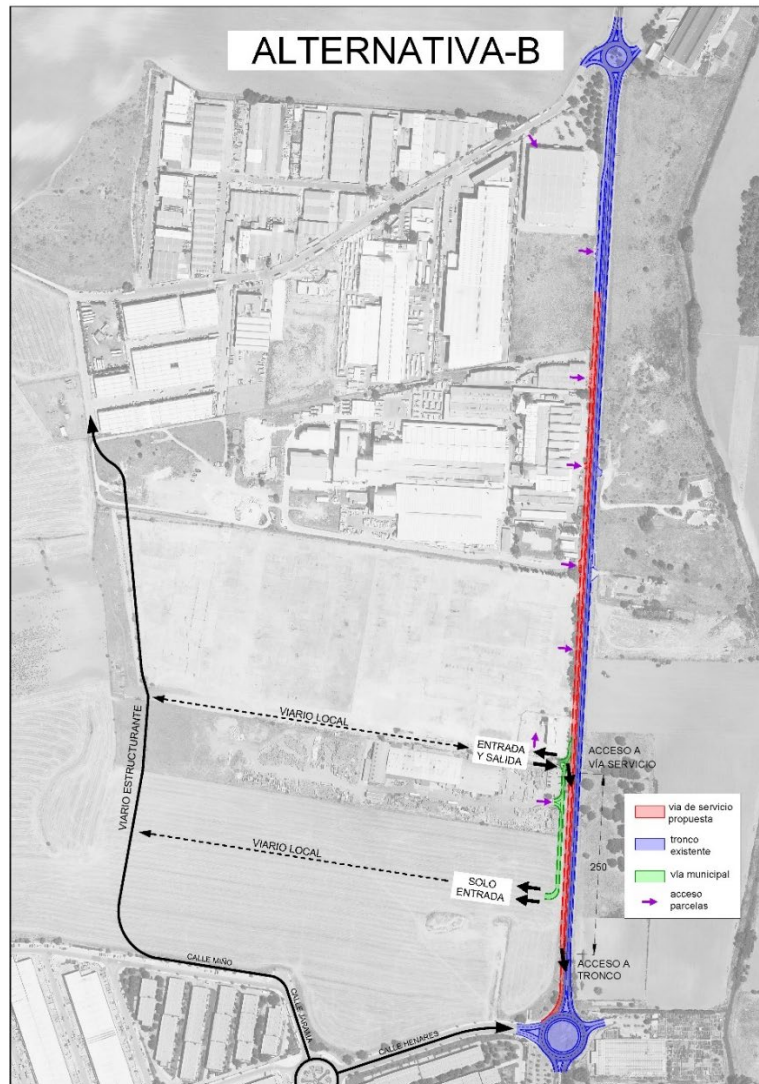 ALTERNATIVA-B
VIARIO LOCAL
ENTRADA
Y SALIDA
ACCESO A
VÍA SERVICIO
VIARIO ESTRUCTURANTE
VIARIO LOCAL
SOLO
ENTRADA
250
via de servicio
propuesta
tronco
existente
vía municipal
acceso
parcelas
ACCESO A
TRONCO
CALLE MIÑO
CALLE JARAMA
CALLE HENARES